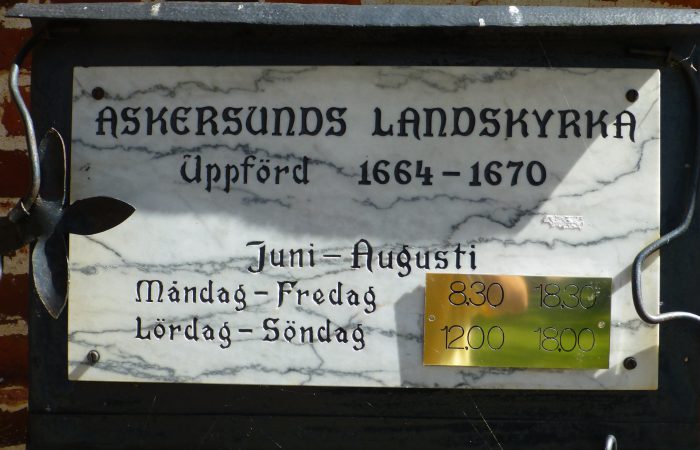 ASKERSUNDS LANDSKYRKA
Uppförd 1664-1670
Juni-Augusti
Måndag-Fredag 8.30 18.30
Lördag-Söndag 12.00 18.00